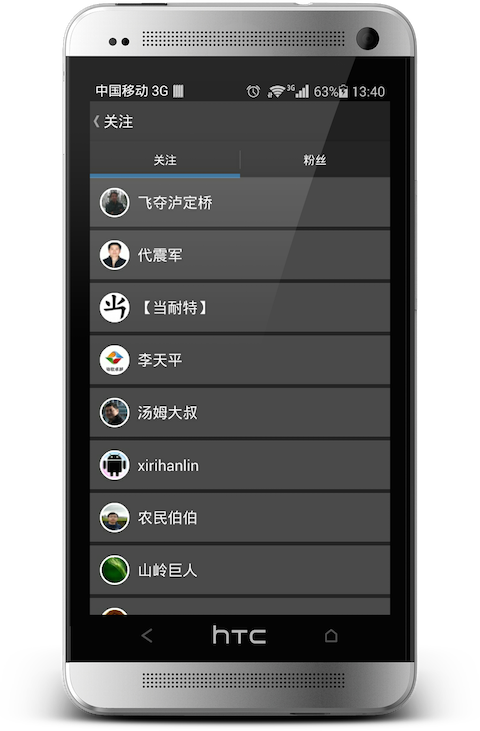 中国移动 3G
3G 63% 13:40
关注
关注 粉丝
飞夺泸定桥
代震军
当
【当耐特】
李天平
汤姆大叔
xirihanlin
农民伯伯
山岭巨人
hTC